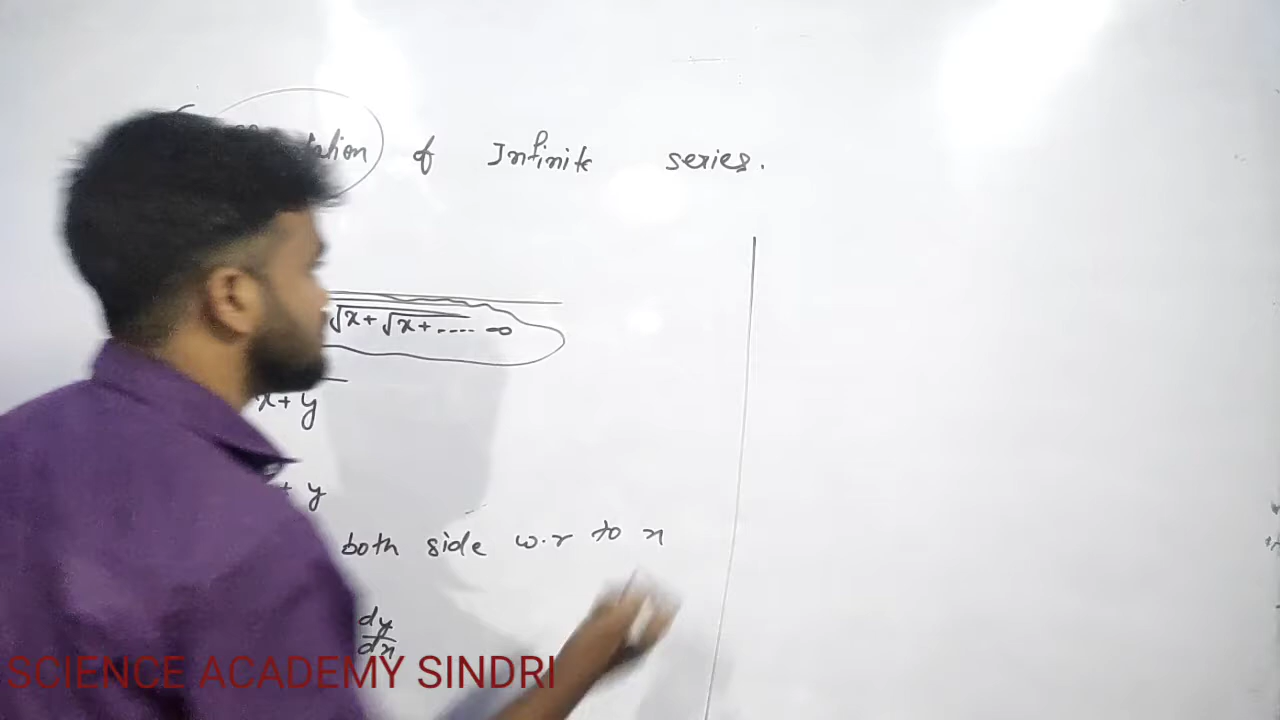 of Infinite series.
√x + √x + ..... ∞
x + y
+ y
both side w.r to x
dy
dx
SCIENCE ACADEMY SINDRI